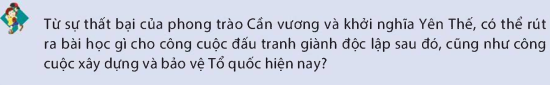 Từ sự thất bại của phong trào Cần vương và khởi nghĩa Yên Thế, có thể rút
ra bài học gì cho công cuộc đấu tranh giành độc lập sau đó, cũng như công
cuộc xây dựng và bảo vệ Tổ quốc hiện nay?